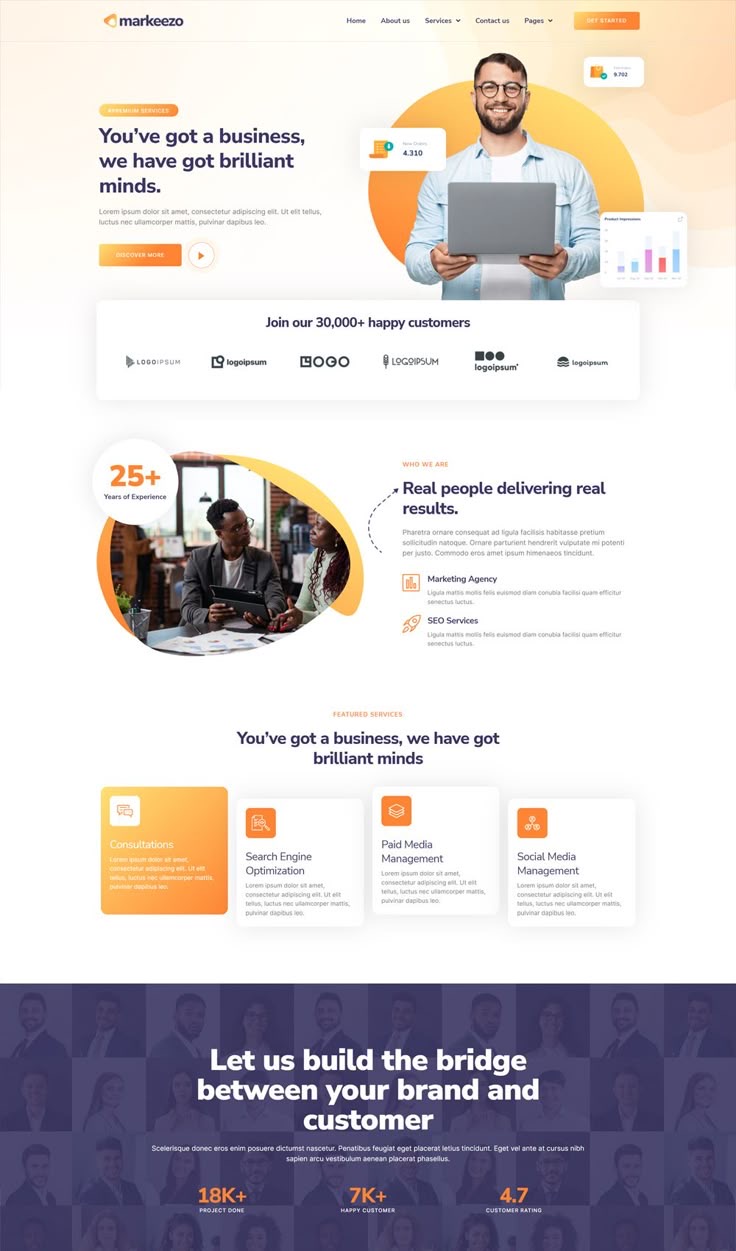 markeezo
Home About us Services Contact us Pages
GET STARTED
#PREMIUM SERVICES
You've got a business,
we have got brilliant
minds.
Lorem ipsum dolor sit amet, consectetur adipiscing elit. Ut elit tellus,
luctus nec ullamcorper mattis, pulvinar dapibus leo.
DISCOVER MORE
9.702
New Orders
4.310
Product Impressions
Join our 30,000+ happy customers
LOGOIPSUM
logoipsum
LOGO
LOGOIPSUM
logoipsum
logoipsum
25+
Years of Experience
WHO WE ARE
Real people delivering real
results.
Pharetra ornare consequat ad ligula facilisis habitasse pretium
sollicitudin natoque. Ornare parturient hendrerit vulputate mi potenti
per justo. Commodo eros amet ipsum himenaeos tincidunt.
Marketing Agency
Ligula mattis mollis felis euismod diam conubia facilisi quam efficitur
senectus luctus.
SEO Services
Ligula mattis mollis felis euismod diam conubia facilisi quam efficitur
senectus luctus.
FEATURED SERVICES
You've got a business, we have got
brilliant minds
Consultations
Lorem ipsum dolor sit amet,
consectetur adipiscing elit. Ut elit
tellus, luctus nec ullamcorper mattis,
pulvinar dapibus leo.
Search Engine
Optimization
Lorem ipsum dolor sit amet,
consectetur adipiscing elit. Ut elit
tellus, luctus nec ullamcorper mattis,
pulvinar dapibus leo.
Paid Media
Management
Lorem ipsum dolor sit amet,
consectetur adipiscing elit. Ut elit
tellus, luctus nec ullamcorper mattis,
pulvinar dapibus leo.
Social Media
Management
Lorem ipsum dolor sit amet,
consectetur adipiscing elit. Ut elit
tellus, luctus nec ullamcorper mattis,
pulvinar dapibus leo.
Let us build the bridge
between your brand and
customer
Scelerisque donec eros enim posuere dictumst nascetur. Penatibus feugiat eget placerat letius tincidunt. Eget vel ante at cursus nibh
sapien arcu vestibulum aenean placerat phasellus.
18K+
PROJECT DONE
7K+
HAPPY CUSTOMER
4.7
CUSTOMER RATING